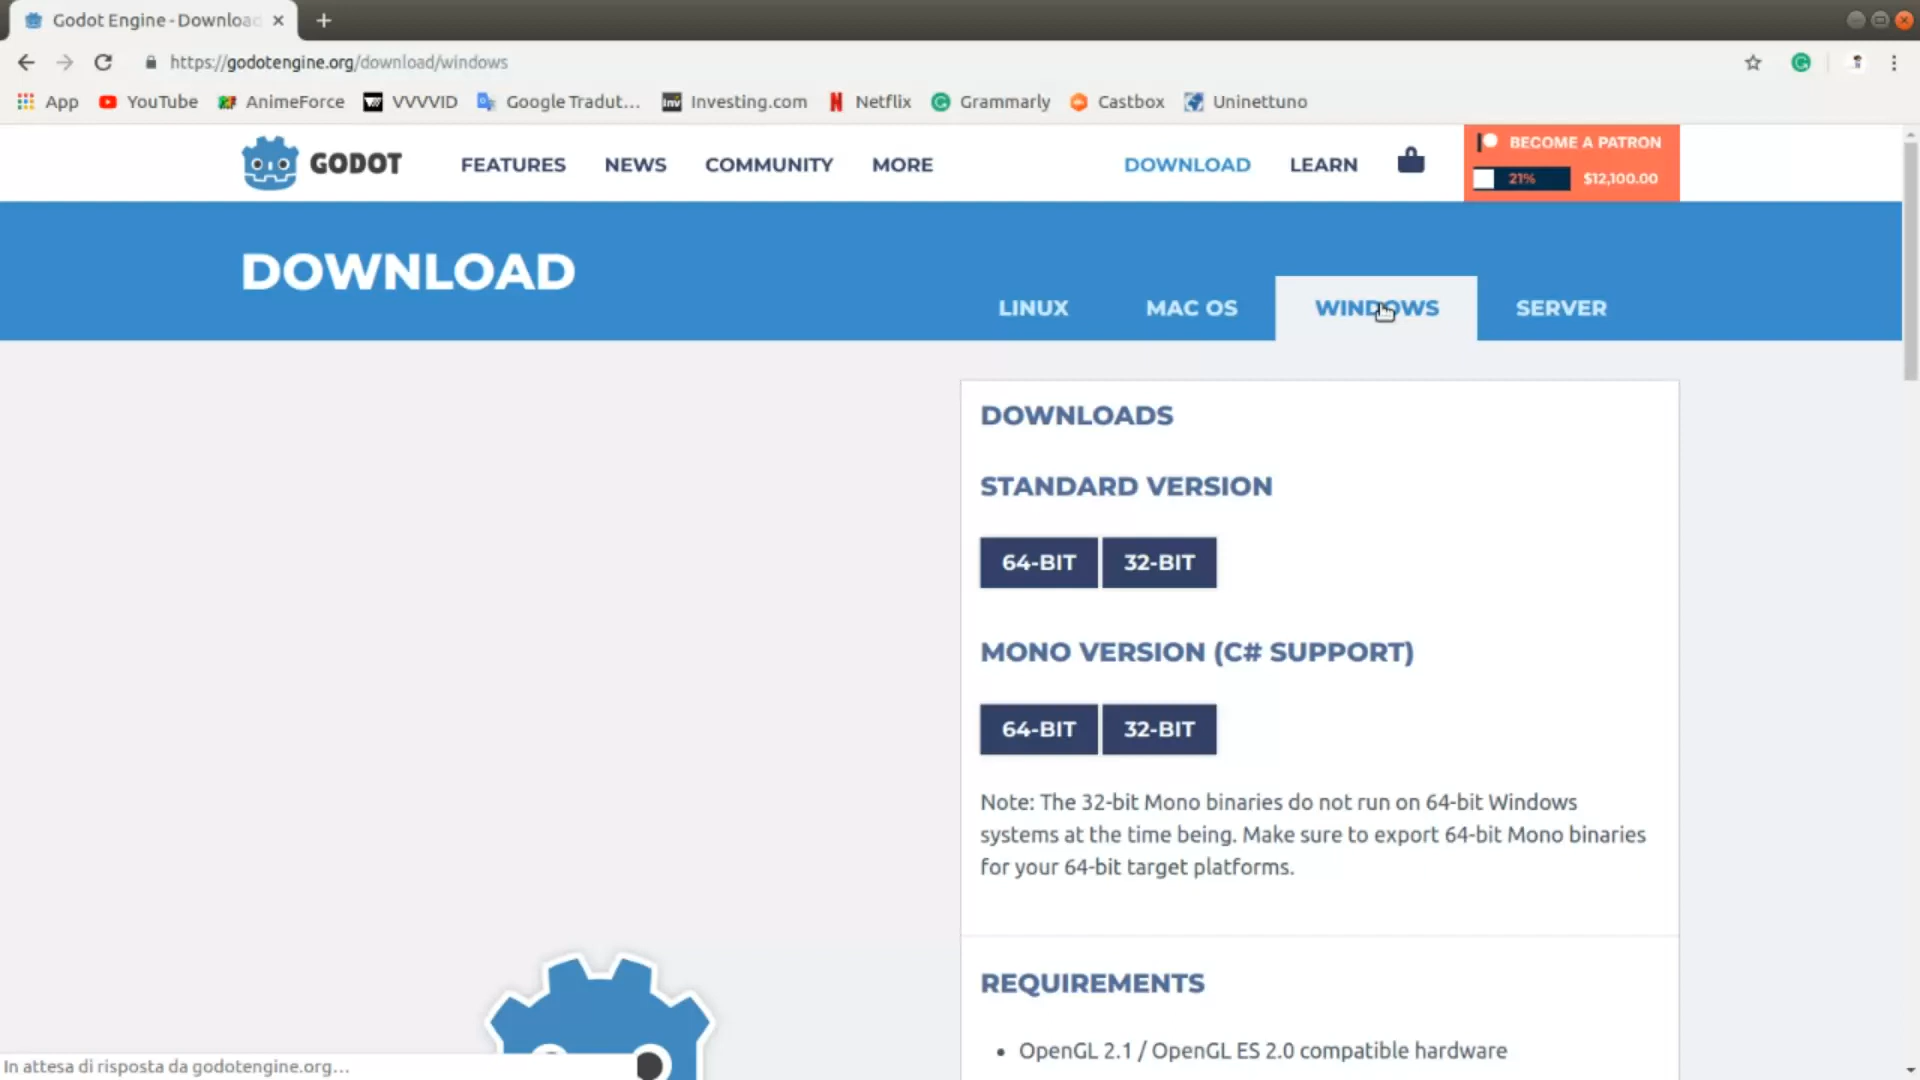 Godot Engine - Download
https://godotengine.org/download/windows
App YouTube AnimeForce VVVVID Google Tradut... Investing.com Netflix Grammarly Castbox Uninettuno
GODOT FEATURES NEWS COMMUNITY MORE DOWNLOAD LEARN
BECOME A PATRON
21% $12,100.00
DOWNLOAD
LINUX MAC OS WINDOWS SERVER
DOWNLOADS
STANDARD VERSION
64-BIT 32-BIT
MONO VERSION (C# SUPPORT)
64-BIT 32-BIT
Note: The 32-bit Mono binaries do not run on 64-bit Windows
systems at the time being. Make sure to export 64-bit Mono binaries
for your 64-bit target platforms.
REQUIREMENTS
• OpenGL 2.1 / OpenGL ES 2.0 compatible hardware
In attesa di risposta da godotengine.org...